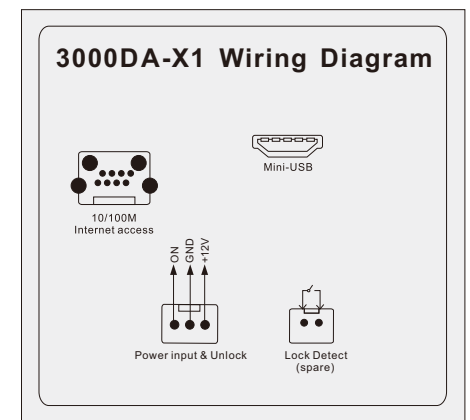 3000DA-X1 Wiring Diagram
Mini-USB
10/100M
Internet access
ON
GND
+12V
Power input & Unlock
Lock Detect
(spare)